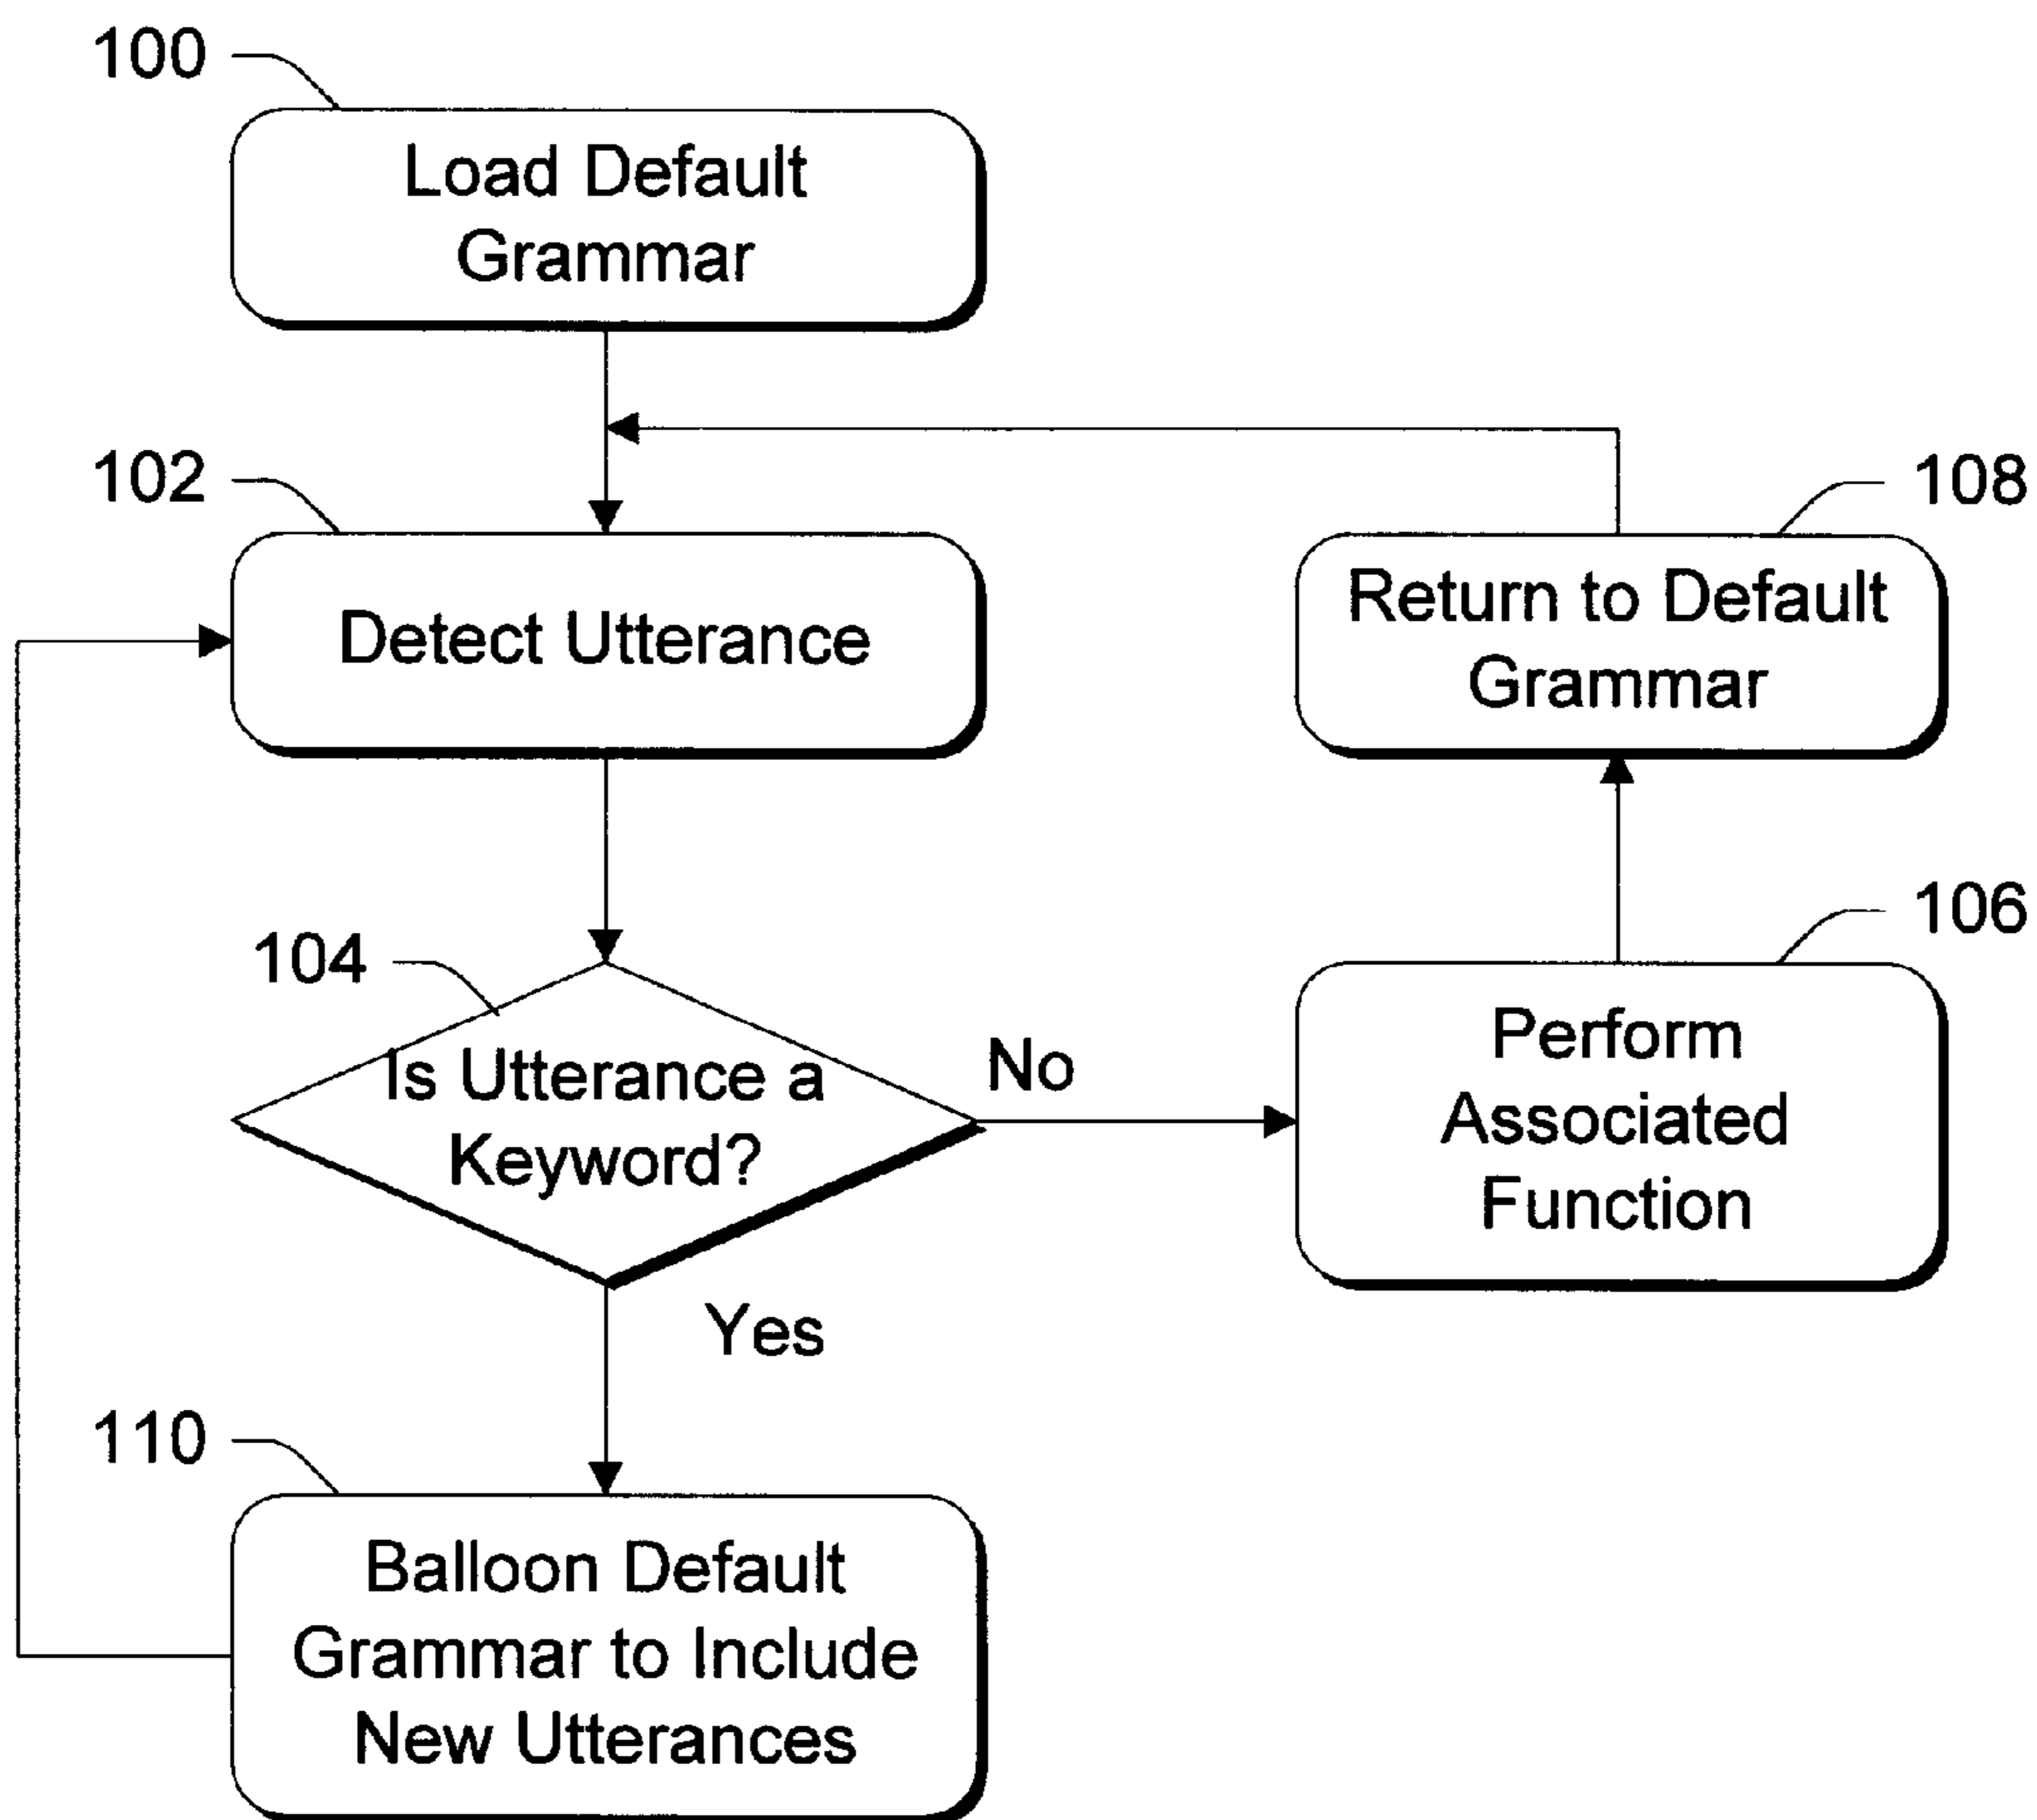 100
Load Default
Grammar
102
Detect Utterance
108
Return to Default
Grammar
104
Is Utterance a
Keyword?
No
106
Perform
Associated
Function
Yes
110
Balloon Default
Grammar to Include
New Utterances